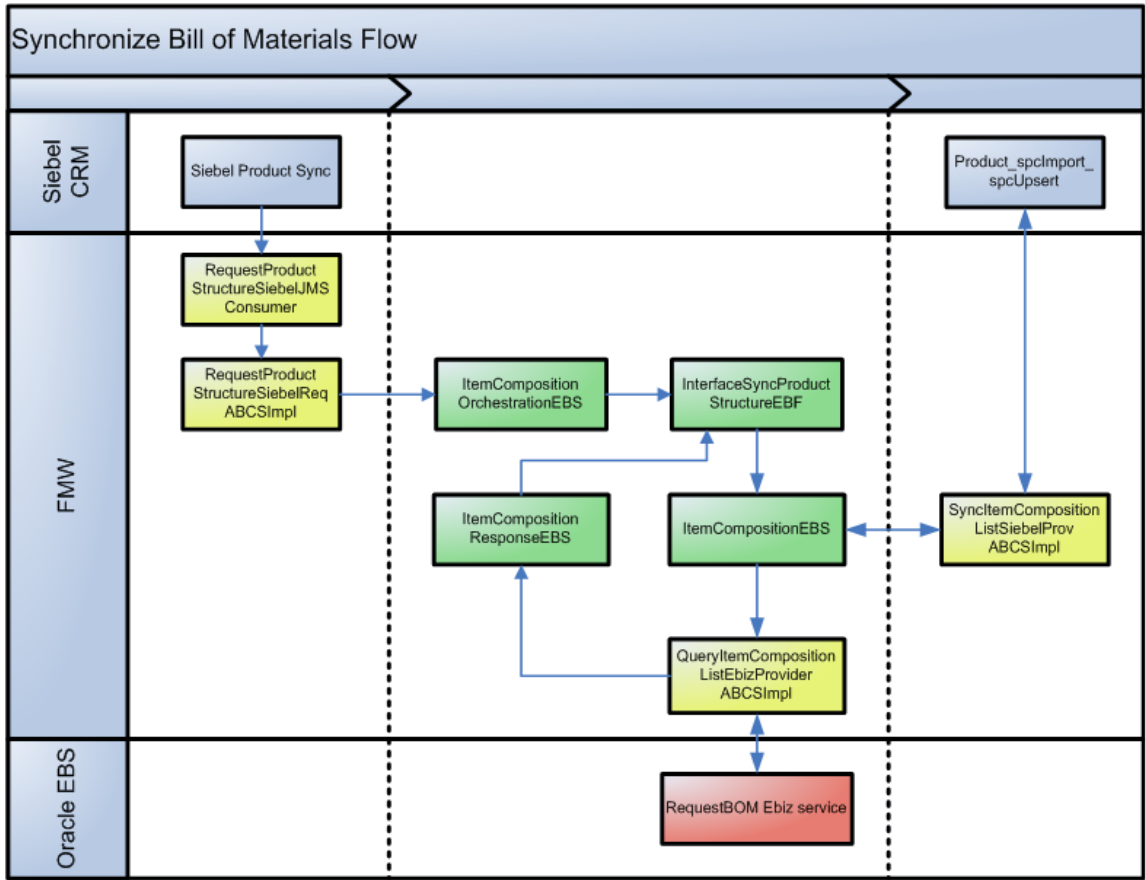 Synchronize Bill of Materials Flow
Siebel
CRM
Siebel Product Sync
Product_spcImport_
spcUpsert
FMW
RequestProduct
StructureSiebelJMS
Consumer
RequestProduct
StructureSiebelReq
ABCSImpl
ItemComposition
OrchestrationEBS
InterfaceSyncProduct
StructureEBF
ItemComposition
ResponseEBS
ItemCompositionEBS
SyncItemComposition
ListSiebelProv
ABCSImpl
QueryItemComposition
ListEbizProvider
ABCSImpl
Oracle EBS
RequestBOM Ebiz service